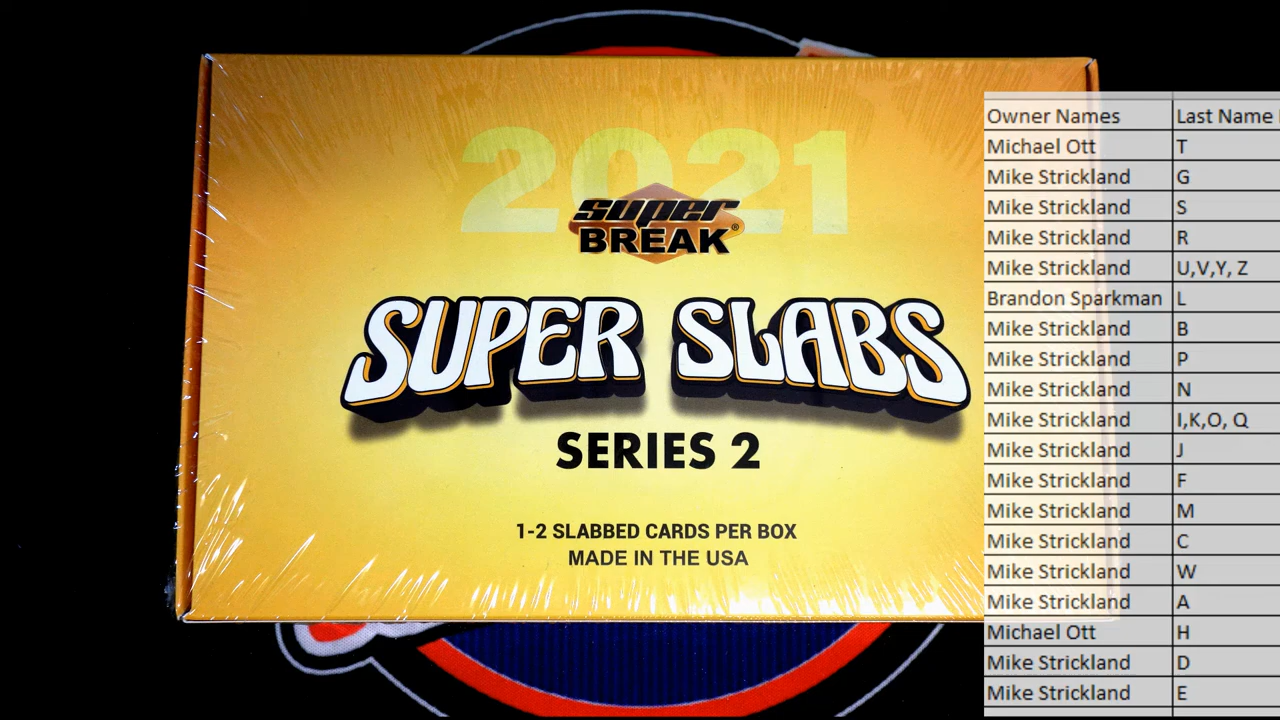 2021
super
BREAK®
SUPER SLABS
SERIES 2
1-2 SLABBED CARDS PER BOX
MADE IN THE USA
Owner Names Last Name
Michael Ott T
Mike Strickland G
Mike Strickland S
Mike Strickland R
Mike Strickland U,V,Y, Z
Brandon Sparkman L
Mike Strickland B
Mike Strickland P
Mike Strickland N
Mike Strickland I,K,O, Q
Mike Strickland J
Mike Strickland F
Mike Strickland M
Mike Strickland C
Mike Strickland W
Mike Strickland A
Michael Ott H
Mike Strickland D
Mike Strickland E